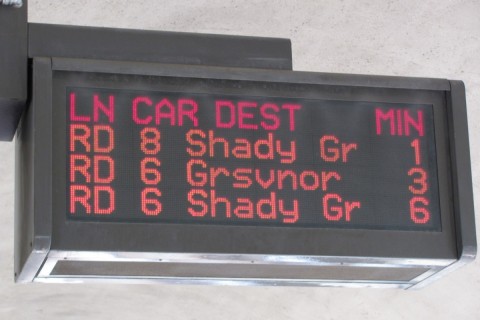 LN CAR DEST MIN
RD 8 Shady Gr 1
RD 6 Grsvnor 3
RD 6 Shady Gr 6